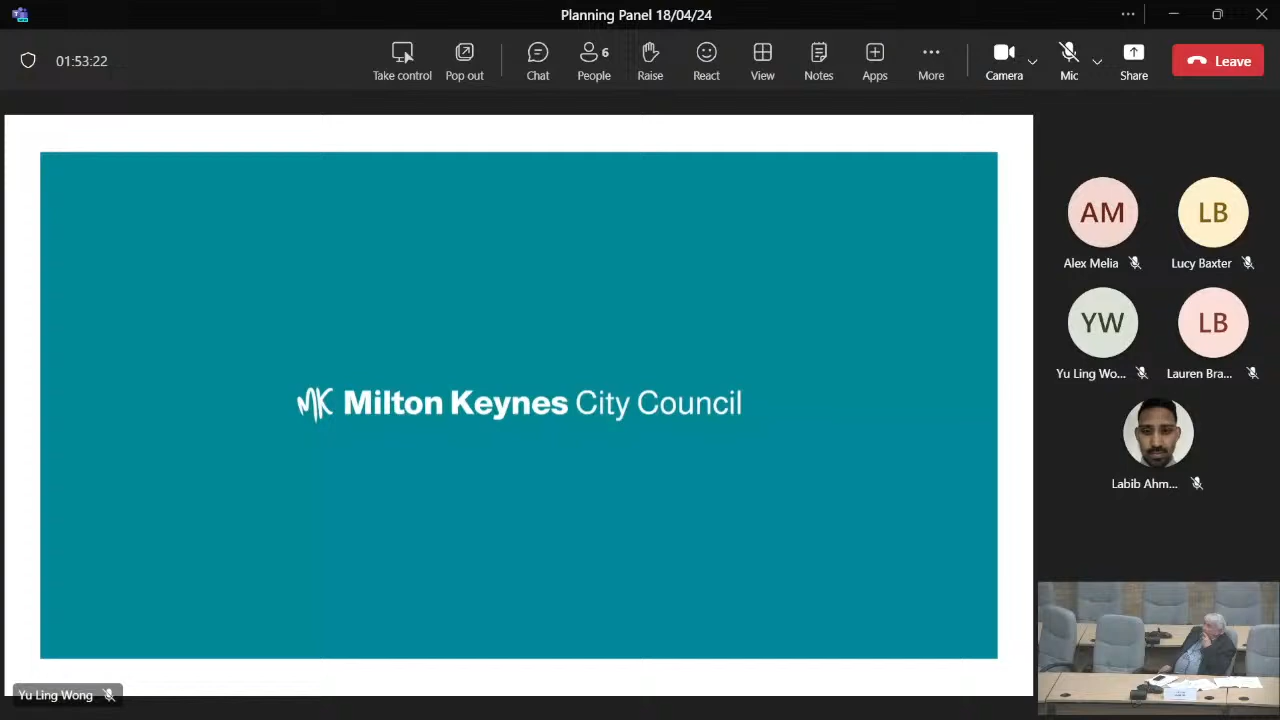 Planning Panel 18/04/24
01:53:22
Take control
Pop out
Chat
6
People
Raise
React
View
Notes
Apps
More
Camera
Mic
Share
Leave
MK Milton Keynes City Council
AM
Alex Melia
LB
Lucy Baxter
YW
Yu Ling Wo...
LB
Lauren Bra...
Labib Ahm...
Yu Ling Wong